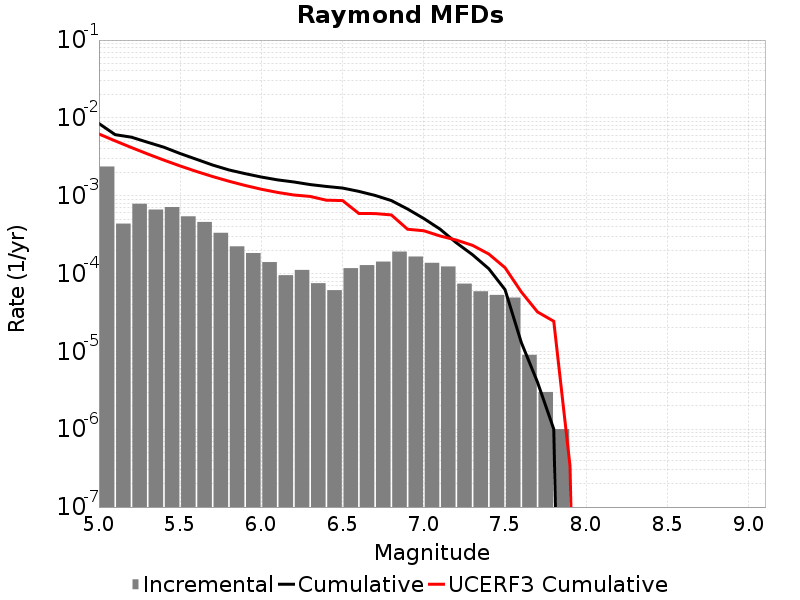 Raymond MFDs
10-1
10-2
10-3
10-4
10-5
10-6
10-7
Rate (1/yr)
5.0 5.5 6.0 6.5 7.0 7.5 8.0 8.5 9.0
Magnitude
Incremental Cumulative UCERF3 Cumulative